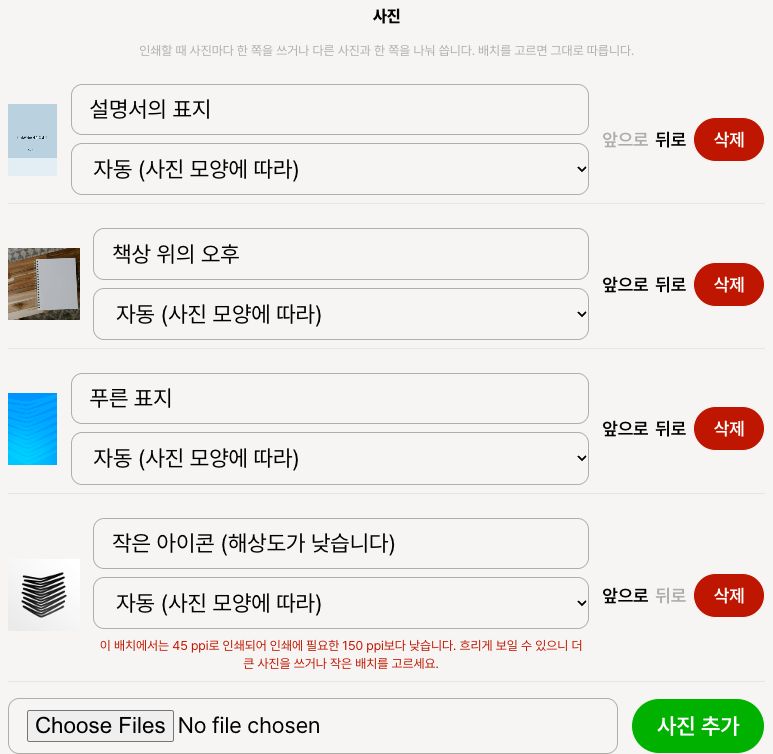 사진
인쇄할 때 사진마다 한 쪽을 쓰거나 다른 사진과 한 쪽을 나눠 씁니다. 배치를 고르면 그대로 따릅니다.
설명서의 표지
앞으로 뒤로 삭제
자동 (사진 모양에 따라)
책상 위의 오후
앞으로 뒤로 삭제
자동 (사진 모양에 따라)
푸른 표지
앞으로 뒤로 삭제
자동 (사진 모양에 따라)
작은 아이콘 (해상도가 낮습니다)
앞으로 뒤로 삭제
자동 (사진 모양에 따라)
이 배치에서는 45 ppi로 인쇄되어 인쇄에 필요한 150 ppi보다 낮습니다. 흐리게 보일 수 있으니 더
큰 사진을 쓰거나 작은 배치를 고르세요.
Choose Files No file chosen
사진 추가